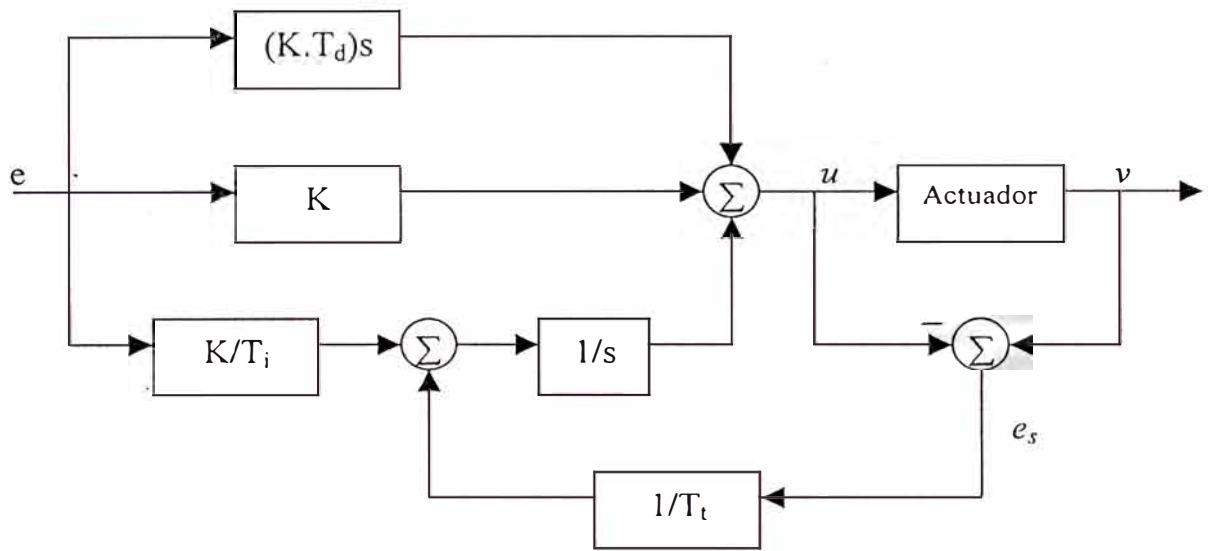 (K.T_d)s
e
K
Σ
u
Actuador
v
K/T_i
Σ
1/s
−
Σ
e_s
1/T_t